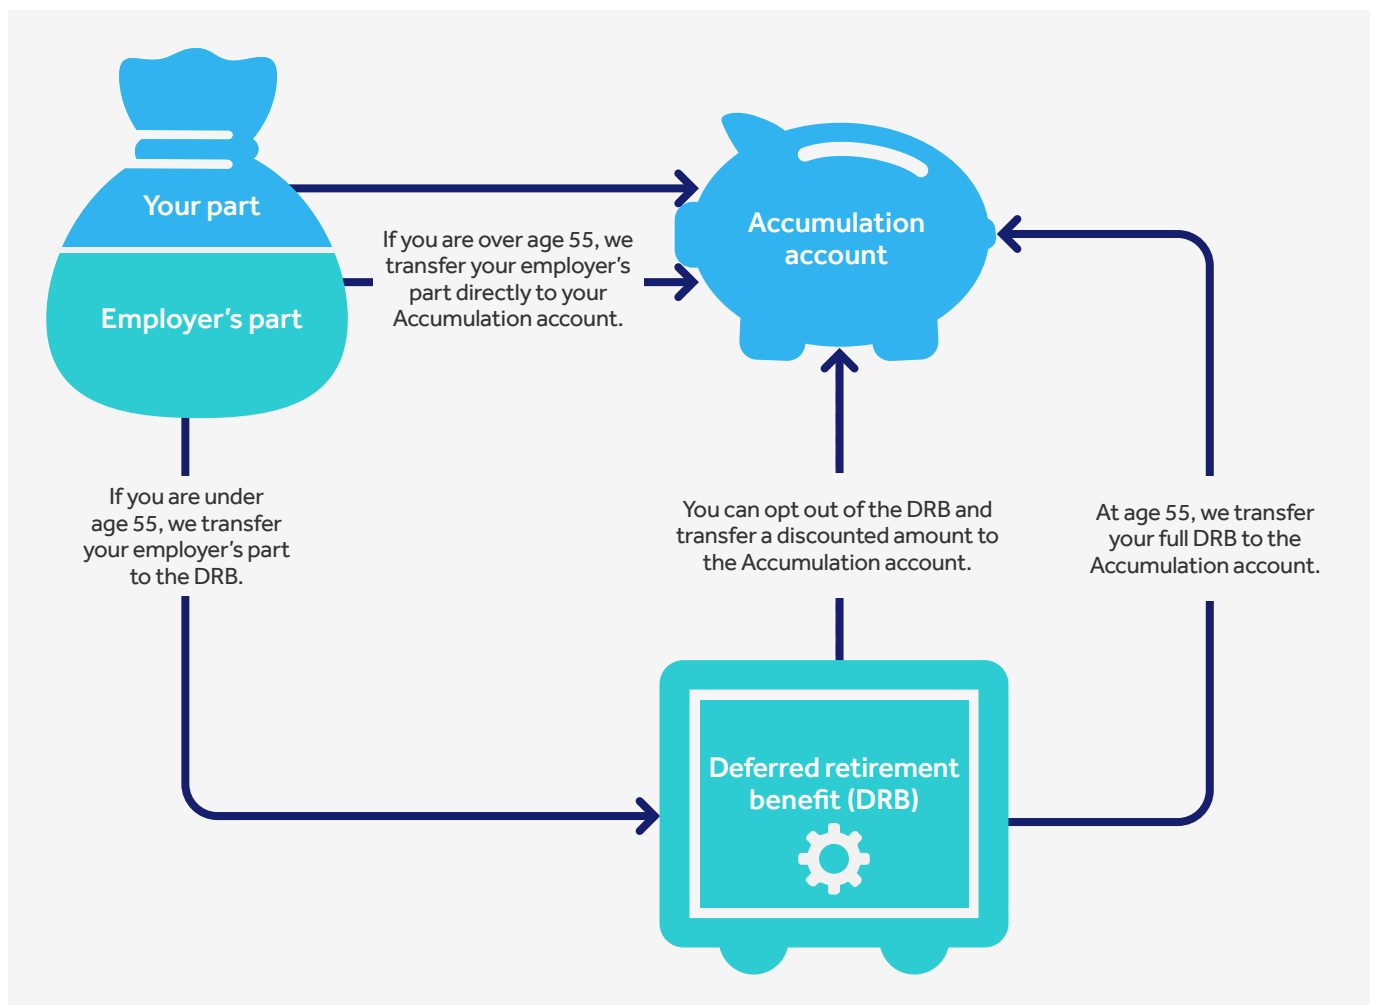 Your part
Employer’s part
If you are over age 55, we
transfer your employer’s
part directly to your
Accumulation account.
Accumulation
account
If you are under
age 55, we transfer
your employer’s part
to the DRB.
You can opt out of the DRB and
transfer a discounted amount to
the Accumulation account.
At age 55, we transfer
your full DRB to the
Accumulation account.
Deferred retirement
benefit (DRB)